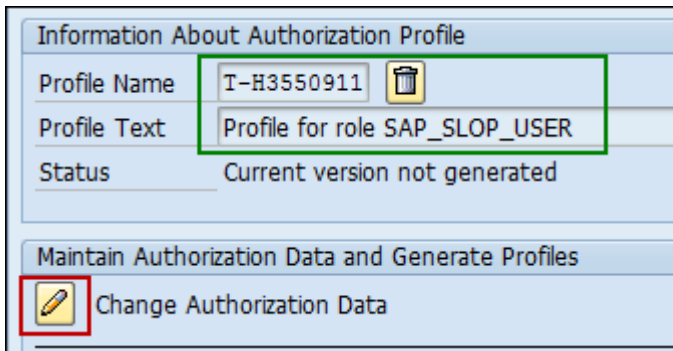 Information About Authorization Profile
Profile Name T-H3550911
Profile Text Profile for role SAP_SLOP_USER
Status Current version not generated
Maintain Authorization Data and Generate Profiles
Change Authorization Data